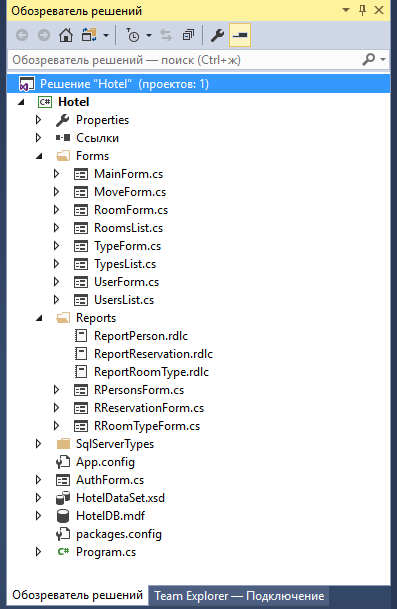 Обозреватель решений
Обозреватель решений — поиск (Ctrl+ж)
Решение "Hotel" (проектов: 1)
C# Hotel
Properties
Ссылки
Forms
MainForm.cs
MoveForm.cs
RoomForm.cs
RoomsList.cs
TypeForm.cs
TypesList.cs
UserForm.cs
UsersList.cs
Reports
ReportPerson.rdlc
ReportReservation.rdlc
ReportRoomType.rdlc
RPersonsForm.cs
RReservationForm.cs
RRoomTypeForm.cs
SqlServerTypes
App.config
AuthForm.cs
HotelDataSet.xsd
HotelDB.mdf
packages.config
C# Program.cs
Обозреватель решений Team Explorer — Подключение